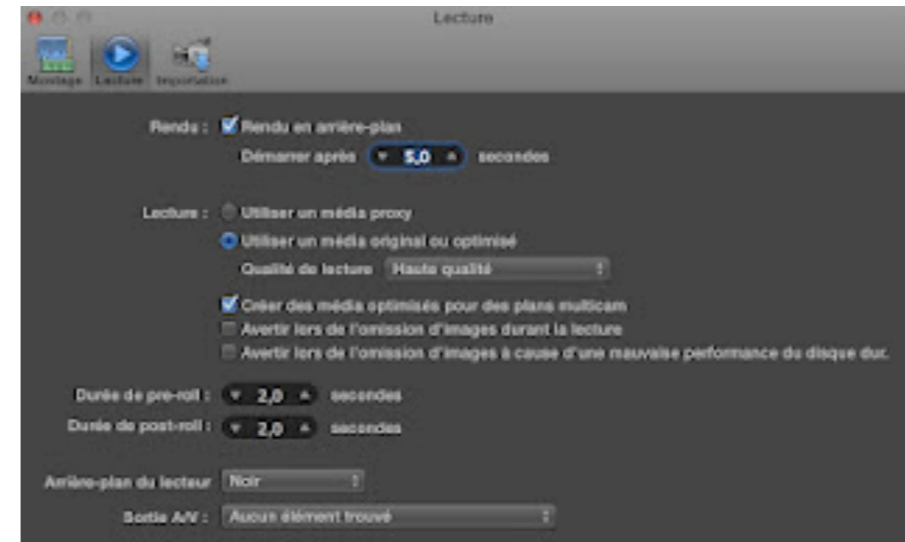 Lecture
Montage Lecture Importation
Rendu : Rendu en arrière-plan
Démarrer après 5,0 secondes
Lecture : Utiliser un média proxy
Utiliser un média original ou optimisé
Qualité de lecture Haute qualité
Créer des média optimisés pour des plans multicam
Avertir lors de l'omission d'images durant la lecture
Avertir lors de l'omission d'images à cause d'une mauvaise performance du disque dur.
Durée de pre-roll : 2,0 secondes
Durée de post-roll : 2,0 secondes
Arrière-plan du lecteur Noir
Sortie A/V : Aucun élément trouvé